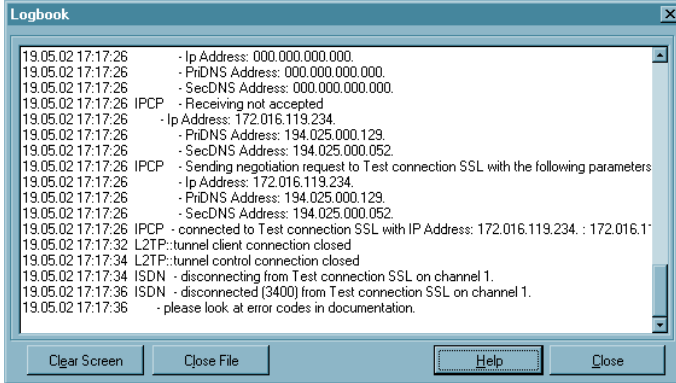 Logbook
19.05.02 17:17:26 - Ip Address: 000.000.000.000.
19.05.02 17:17:26 - PriDNS Address: 000.000.000.000.
19.05.02 17:17:26 - SecDNS Address: 000.000.000.000.
19.05.02 17:17:26 IPCP - Receiving not accepted
19.05.02 17:17:26 - Ip Address: 172.016.119.234.
19.05.02 17:17:26 - PriDNS Address: 194.025.000.129.
19.05.02 17:17:26 - SecDNS Address: 194.025.000.052.
19.05.02 17:17:26 IPCP - Sending negotiation request to Test connection SSL with the following parameters
19.05.02 17:17:26 - Ip Address: 172.016.119.234.
19.05.02 17:17:26 - PriDNS Address: 194.025.000.129.
19.05.02 17:17:26 - SecDNS Address: 194.025.000.052.
19.05.02 17:17:26 IPCP - connected to Test connection SSL with IP Address: 172.016.119.234. : 172.016.1
19.05.02 17:17:32 L2TP::tunnel client connection closed
19.05.02 17:17:34 L2TP::tunnel control connection closed
19.05.02 17:17:34 ISDN - disconnecting from Test connection SSL on channel 1.
19.05.02 17:17:36 ISDN - disconnected (3400) from Test connection SSL on channel 1.
19.05.02 17:17:36 - please look at error codes in documentation.
Clear Screen Close File Help Close